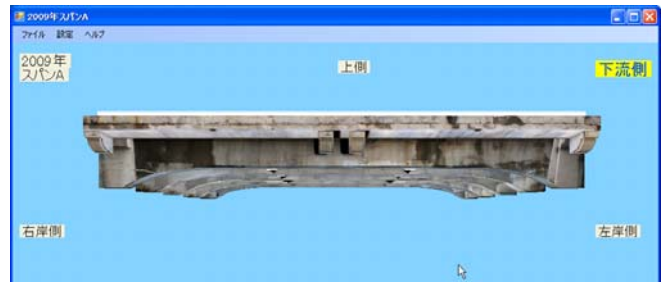 2009年スパンA
ファイル 設定 ヘルプ
2009年
スパンA
上側
下流側
右岸側
左岸側